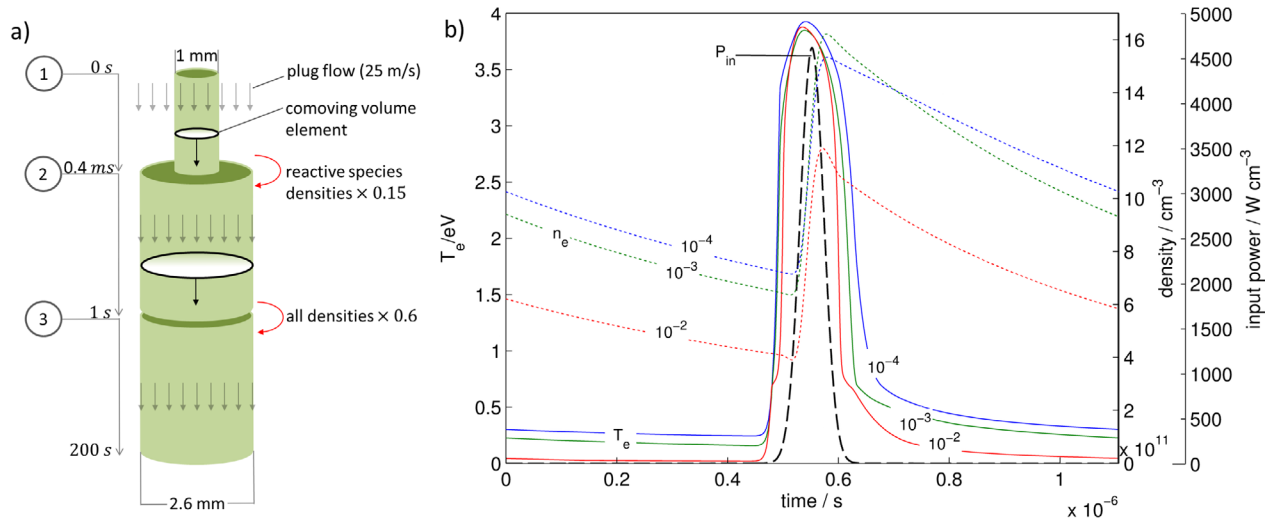 a)
1 mm
1
0 s
plug flow (25 m/s)
comoving volume
element
2
0.4 ms
reactive species
densities × 0.15
3
1 s
all densities × 0.6
200 s
2.6 mm
b)
4
3.5
3
2.5
2
1.5
1
0.5
0
T_e/eV
P_in
n_e
10⁻⁴
10⁻³
10⁻²
T_e
10⁻⁴
10⁻³
10⁻²
0
0.2
0.4
0.6
0.8
1
time / s
× 10⁻⁶
16
14
12
10
8
6
4
2
0
x 10¹¹
density / cm⁻³
5000
4500
4000
3500
3000
2500
2000
1500
1000
500
0
input power / W cm⁻³